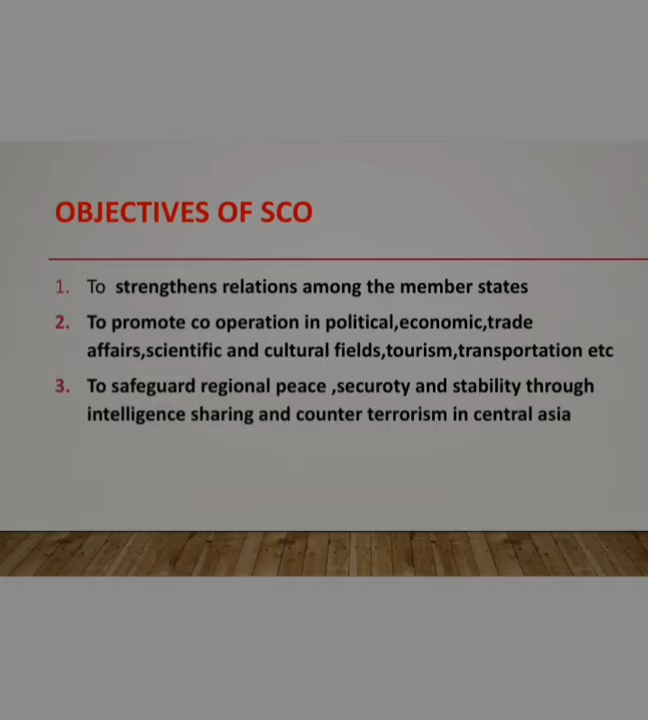 OBJECTIVES OF SCO
1. To strengthens relations among the member states
2. To promote co operation in political,economic,trade
affairs,scientific and cultural fields,tourism,transportation etc
3. To safeguard regional peace ,securoty and stability through
intelligence sharing and counter terrorism in central asia